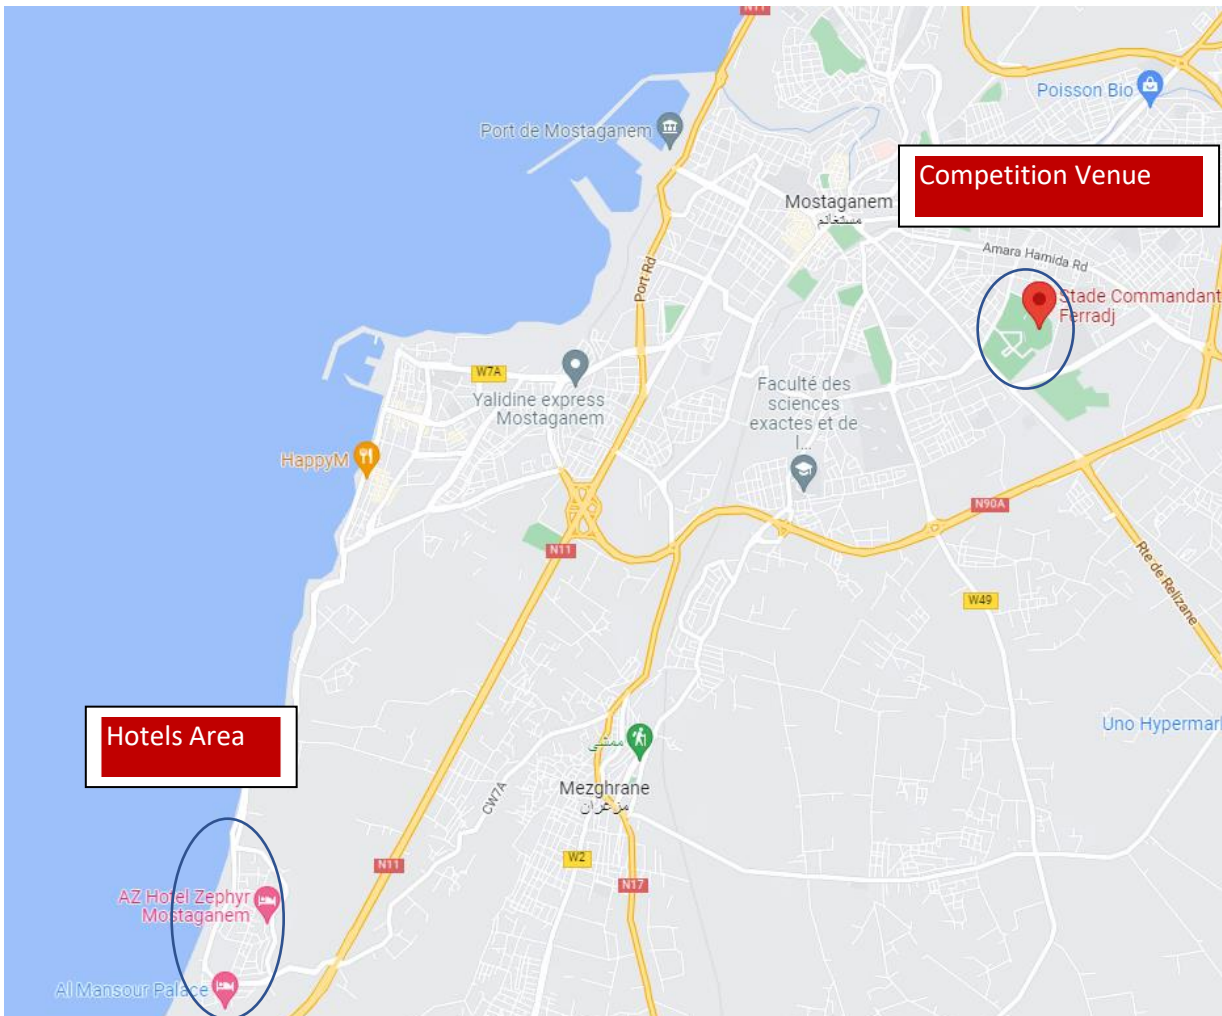 N11
Poisson Bio
Port de Mostaganem
Competition Venue
Mostaganem
مستغانم
Amara Hamida Rd
Port Rd
Stade Commandant
Ferradj
W7A
Yalidine express
Mostaganem
Faculté des
sciences
exactes et de
l...
HappyM
N90A
N11
Rte de Relizane
W49
Hotels Area
Uno Hypermar
ممشى
Mezghrane
مزغران
CW7A
W2
N11
N17
AZ Hotel Zephyr
Mostaganem
Al Mansour Palace